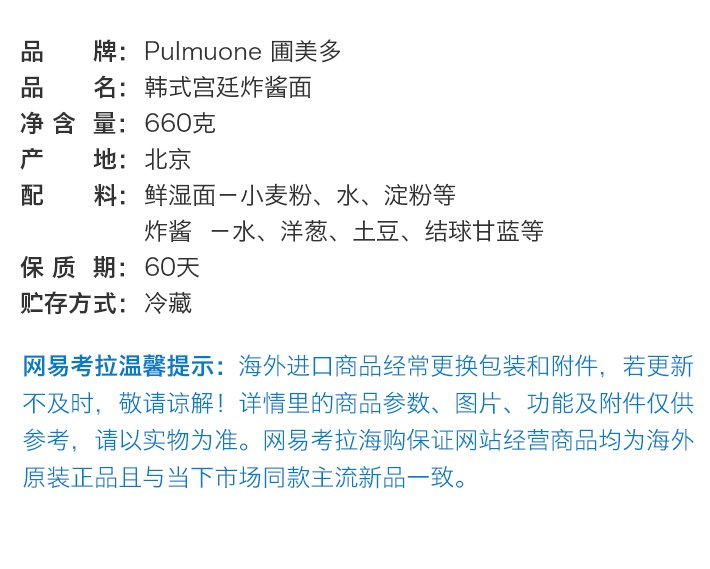 品牌：Pulmuone 圃美多
品名：韩式宫廷炸酱面
净含量：660克
产地：北京
配料：鲜湿面－小麦粉、水、淀粉等
炸酱 －水、洋葱、土豆、结球甘蓝等
保质期：60天
贮存方式：冷藏
网易考拉温馨提示：海外进口商品经常更换包装和附件，若更新
不及时，敬请谅解！详情里的商品参数、图片、功能及附件仅供
参考，请以实物为准。网易考拉海购保证网站经营商品均为海外
原装正品且与当下市场同款主流新品一致。